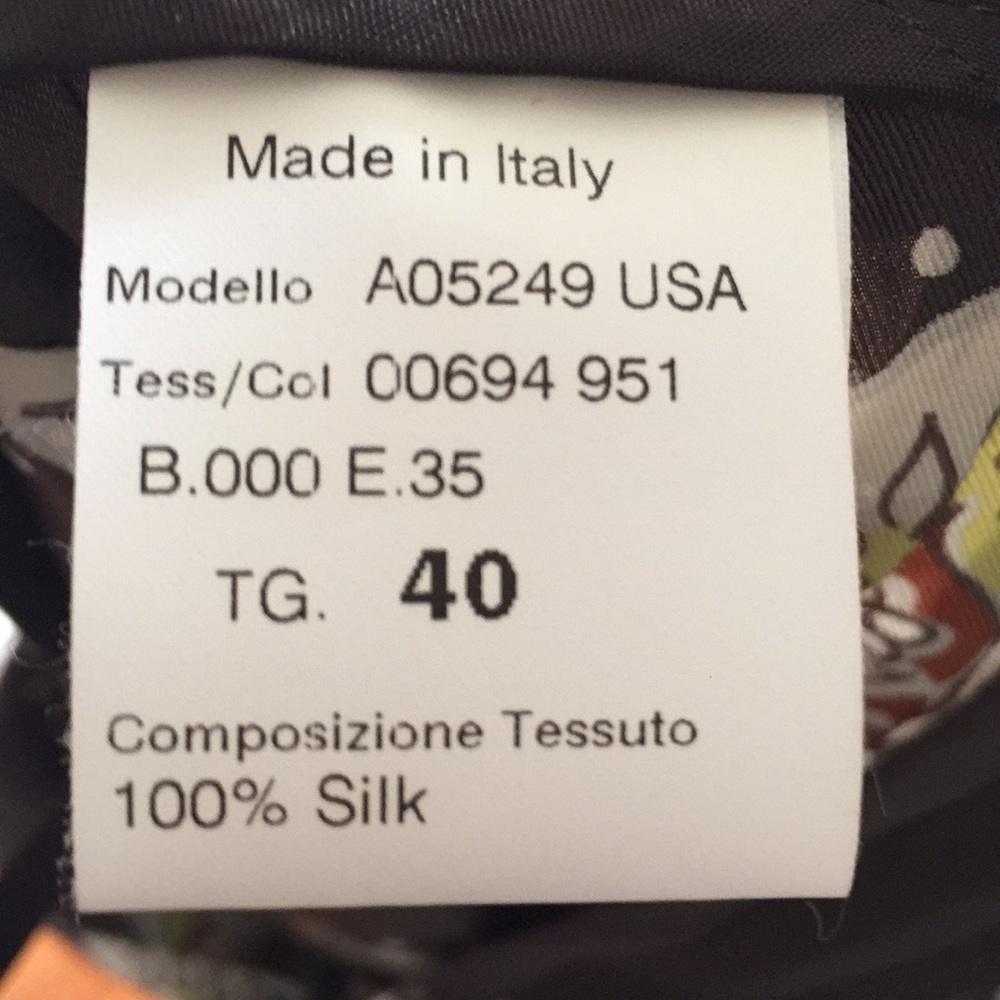 Made in Italy
Modello A05249 USA
Tess/Col 00694 951
B.000 E.35
TG. 40
Composizione Tessuto
100% Silk